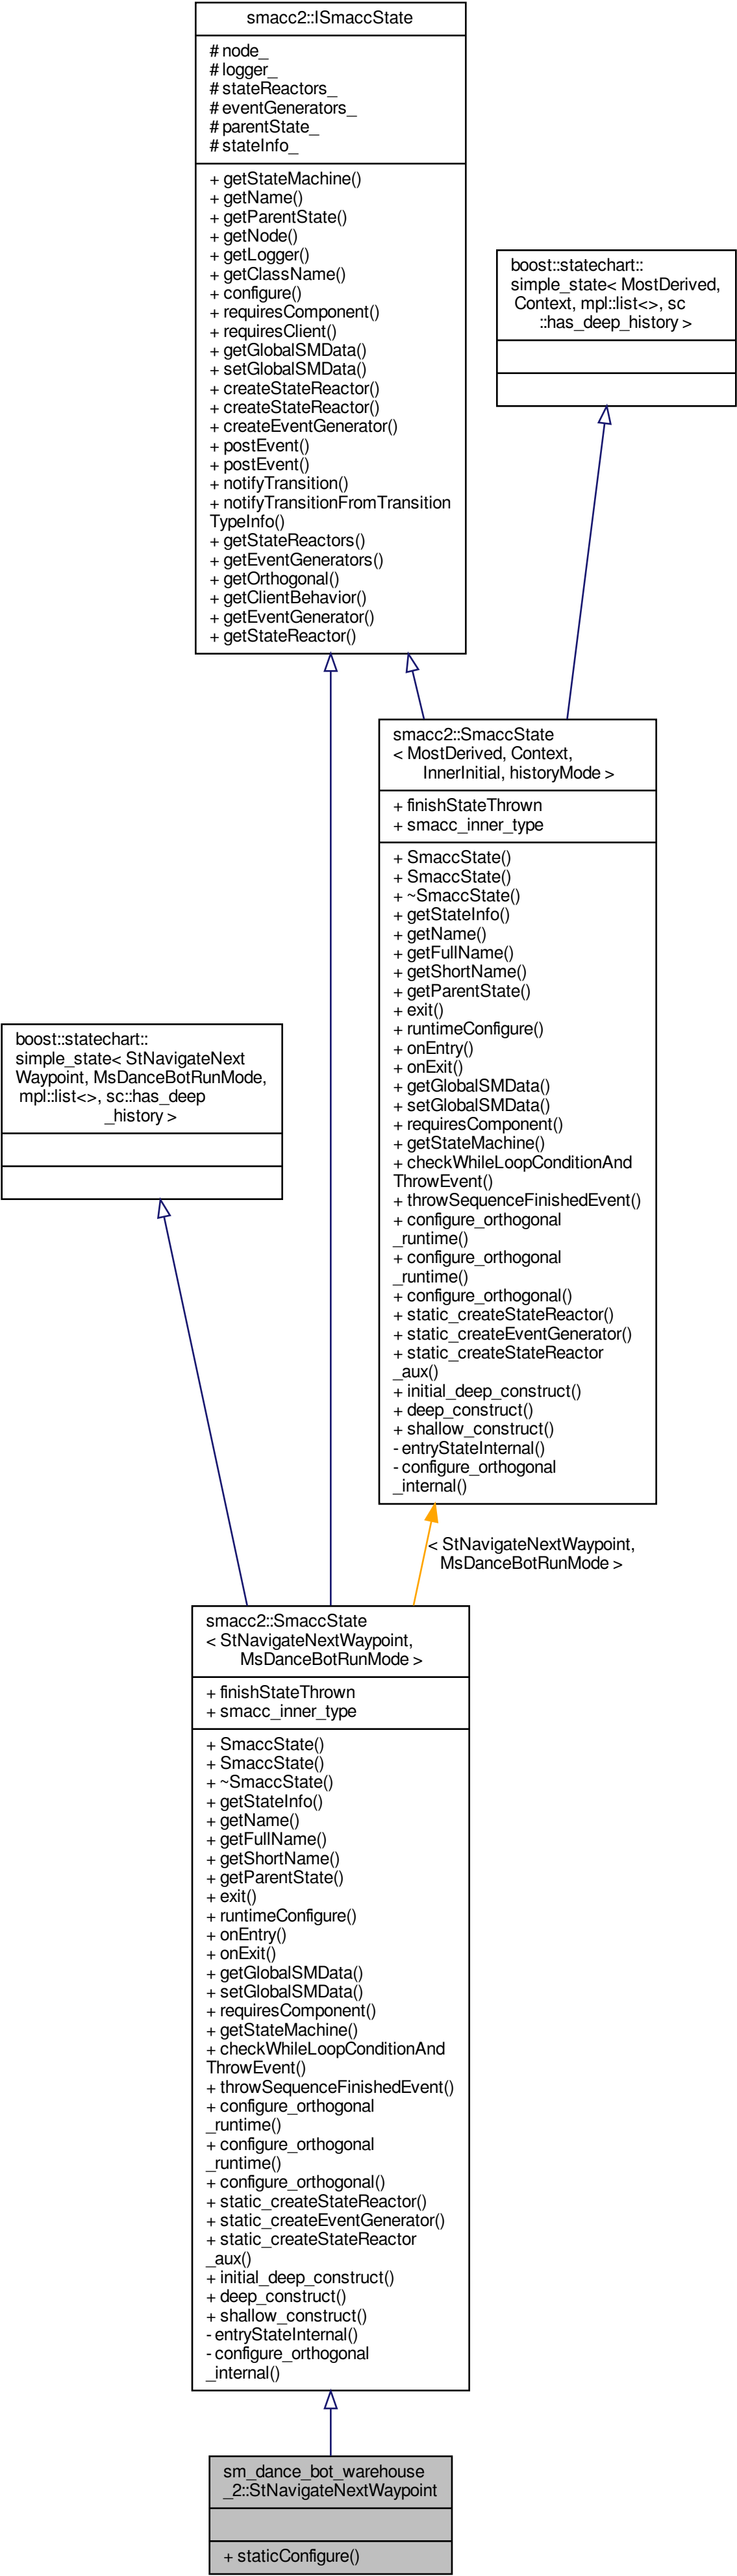 smacc2::ISmaccState
# node_
# logger_
# stateReactors_
# eventGenerators_
# parentState_
# stateInfo_
+ getStateMachine()
+ getName()
+ getParentState()
+ getNode()
+ getLogger()
+ getClassName()
+ configure()
+ requiresComponent()
+ requiresClient()
+ getGlobalSMData()
+ setGlobalSMData()
+ createStateReactor()
+ createStateReactor()
+ createEventGenerator()
+ postEvent()
+ postEvent()
+ notifyTransition()
+ notifyTransitionFromTransition
TypeInfo()
+ getStateReactors()
+ getEventGenerators()
+ getOrthogonal()
+ getClientBehavior()
+ getEventGenerator()
+ getStateReactor()
boost::statechart::
simple_state< MostDerived,
Context, mpl::list<>, sc
::has_deep_history >
smacc2::SmaccState
< MostDerived, Context,
InnerInitial, historyMode >
+ finishStateThrown
+ smacc_inner_type
+ SmaccState()
+ SmaccState()
+ ~SmaccState()
+ getStateInfo()
+ getName()
+ getFullName()
+ getShortName()
+ getParentState()
+ exit()
+ runtimeConfigure()
+ onEntry()
+ onExit()
+ getGlobalSMData()
+ setGlobalSMData()
+ requiresComponent()
+ getStateMachine()
+ checkWhileLoopConditionAnd
ThrowEvent()
+ throwSequenceFinishedEvent()
+ configure_orthogonal
_runtime()
+ configure_orthogonal
_runtime()
+ configure_orthogonal()
+ static_createStateReactor()
+ static_createEventGenerator()
+ static_createStateReactor
_aux()
+ initial_deep_construct()
+ deep_construct()
+ shallow_construct()
- entryStateInternal()
- configure_orthogonal
_internal()
boost::statechart::
simple_state< StNavigateNext
Waypoint, MsDanceBotRunMode,
mpl::list<>, sc::has_deep
_history >
< StNavigateNextWaypoint,
MsDanceBotRunMode >
smacc2::SmaccState
< StNavigateNextWaypoint,
MsDanceBotRunMode >
+ finishStateThrown
+ smacc_inner_type
+ SmaccState()
+ SmaccState()
+ ~SmaccState()
+ getStateInfo()
+ getName()
+ getFullName()
+ getShortName()
+ getParentState()
+ exit()
+ runtimeConfigure()
+ onEntry()
+ onExit()
+ getGlobalSMData()
+ setGlobalSMData()
+ requiresComponent()
+ getStateMachine()
+ checkWhileLoopConditionAnd
ThrowEvent()
+ throwSequenceFinishedEvent()
+ configure_orthogonal
_runtime()
+ configure_orthogonal
_runtime()
+ configure_orthogonal()
+ static_createStateReactor()
+ static_createEventGenerator()
+ static_createStateReactor
_aux()
+ initial_deep_construct()
+ deep_construct()
+ shallow_construct()
- entryStateInternal()
- configure_orthogonal
_internal()
sm_dance_bot_warehouse
_2::StNavigateNextWaypoint
+ staticConfigure()